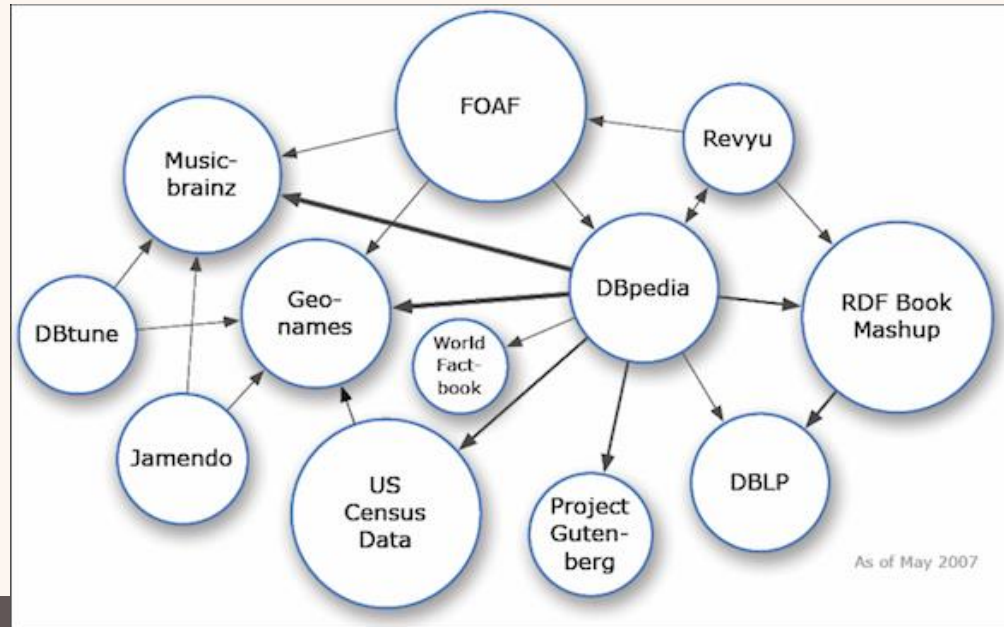 FOAF
Revyu
Music-
brainz
DBpedia
Geo-
names
RDF Book
Mashup
DBtune
World
Fact-
book
Jamendo
US
Census
Data
Project
Guten-
berg
DBLP
As of May 2007